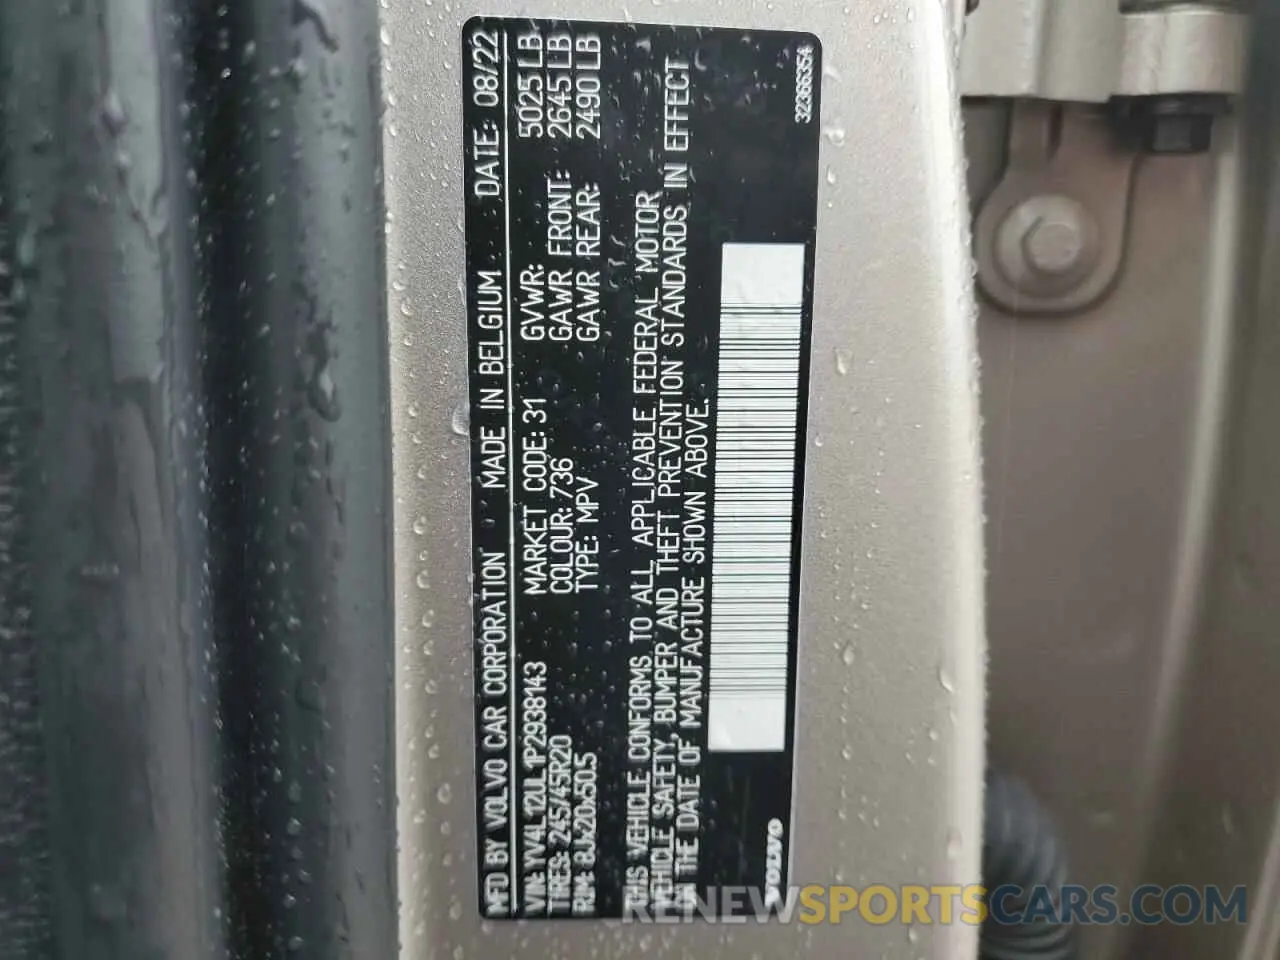 MFD BY VOLVO CAR CORPORATION MADE IN BELGIUM DATE: 08/22
VIN: YV4L12UL1P2938143 MARKET CODE: 31 GVWR: 5025 LB
TIRES: 245/45R20 COLOUR: 736 GAWR FRONT: 2645 LB
RIM: 8Jx20x50.5 TYPE: MPV GAWR REAR: 2490 LB
THIS VEHICLE CONFORMS TO ALL APPLICABLE FEDERAL MOTOR
VEHICLE SAFETY, BUMPER AND THEFT PREVENTION STANDARDS IN EFFECT
ON THE DATE OF MANUFACTURE SHOWN ABOVE.
VOLVO
32366354
RENEWSPORTSCARS.COM